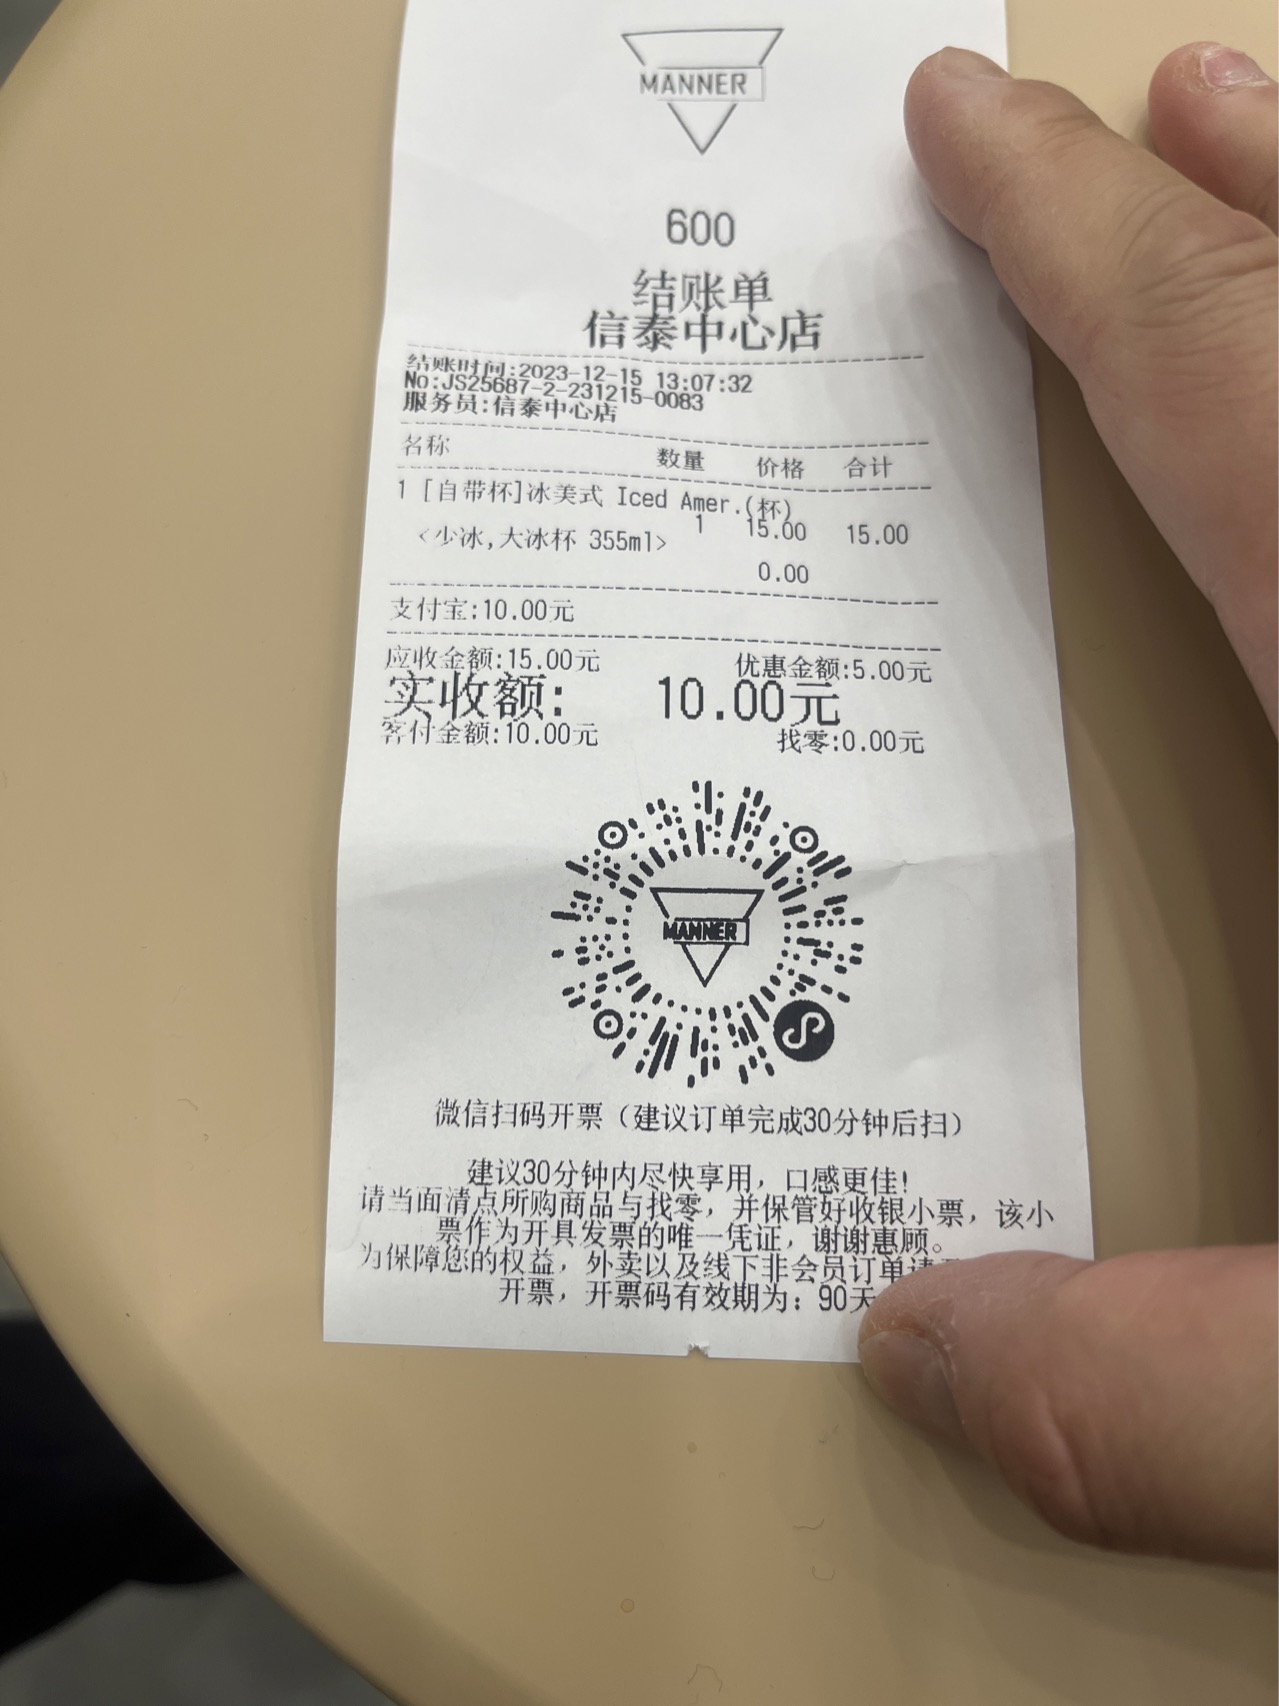 MANNER
600
结账单
信泰中心店
结账时间:2023-12-15 13:07:32
No:JS25687-2-231215-0083
服务员:信泰中心店
名称 数量 价格 合计
1 [自带杯]冰美式 Iced Amer.(杯)
1 15.00 15.00
<少冰,大冰杯 355ml>
0.00
支付宝:10.00元
应收金额:15.00元 优惠金额:5.00元
实收额: 10.00元
客付金额:10.00元 找零:0.00元
MANNER
微信扫码开票（建议订单完成30分钟后扫）
建议30分钟内尽快享用，口感更佳!
请当面清点所购商品与找零，并保管好收银小票，该小
票作为开具发票的唯一凭证，谢谢惠顾。
为保障您的权益，外卖以及线下非会员订单请
开票，开票码有效期为：90天